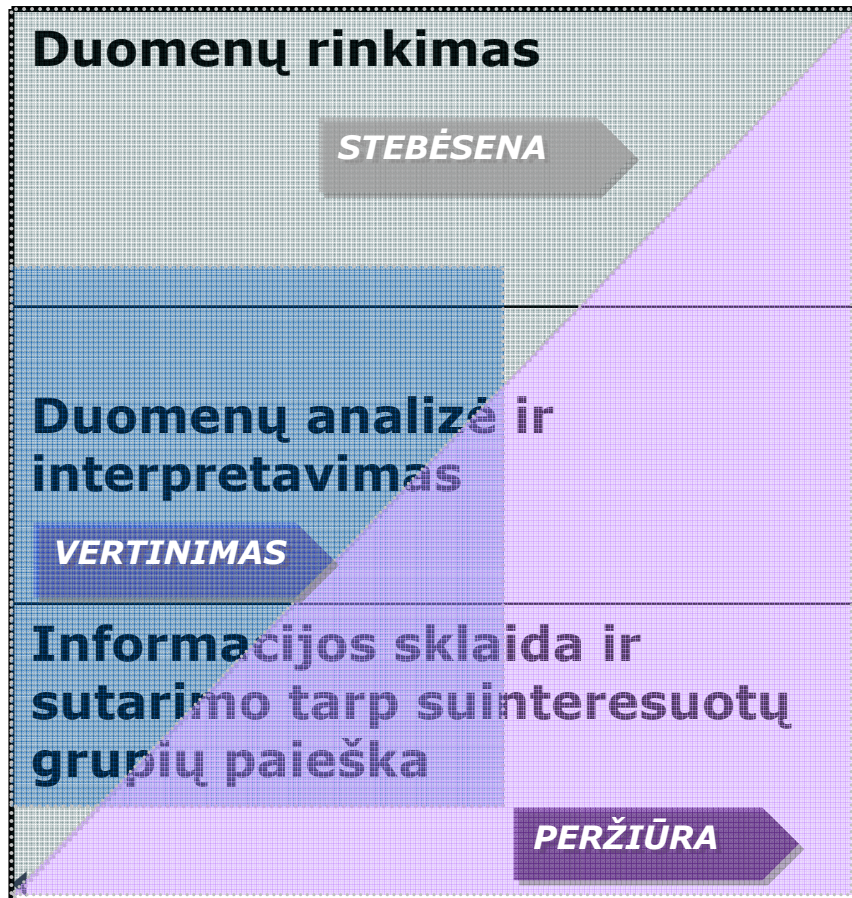 Duomenų rinkimas
STEBĖSENA
Duomenų analizė ir
interpretavimas
VERTINIMAS
Informacijos sklaida ir
sutarimo tarp suinteresuotų
grupių paieška
PERŽIŪRA